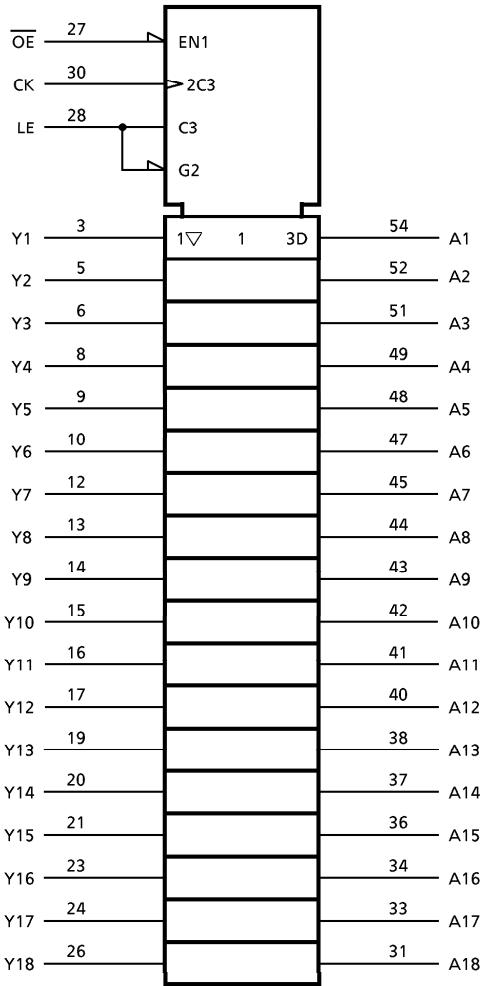 OE 27 EN1
CK 30 2C3
LE 28 C3
G2
Y1 3 1▽ 1 3D 54 A1
Y2 5 52 A2
Y3 6 51 A3
Y4 8 49 A4
Y5 9 48 A5
Y6 10 47 A6
Y7 12 45 A7
Y8 13 44 A8
Y9 14 43 A9
Y10 15 42 A10
Y11 16 41 A11
Y12 17 40 A12
Y13 19 38 A13
Y14 20 37 A14
Y15 21 36 A15
Y16 23 34 A16
Y17 24 33 A17
Y18 26 31 A18